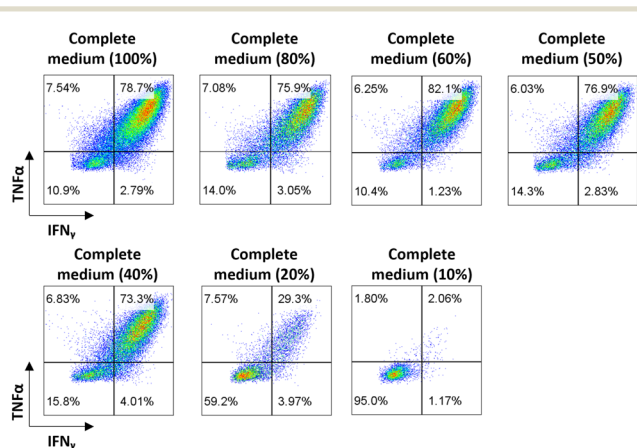 Complete
medium (100%)
Complete
medium (80%)
Complete
medium (60%)
Complete
medium (50%)
7.54% 78.7%
10.9% 2.79%
7.08% 75.9%
14.0% 3.05%
6.25% 82.1%
10.4% 1.23%
6.03% 76.9%
14.3% 2.83%
TNFα
IFNγ
Complete
medium (40%)
Complete
medium (20%)
Complete
medium (10%)
6.83% 73.3%
15.8% 4.01%
7.57% 29.3%
59.2% 3.97%
1.80% 2.06%
95.0% 1.17%
TNFα
IFNγ